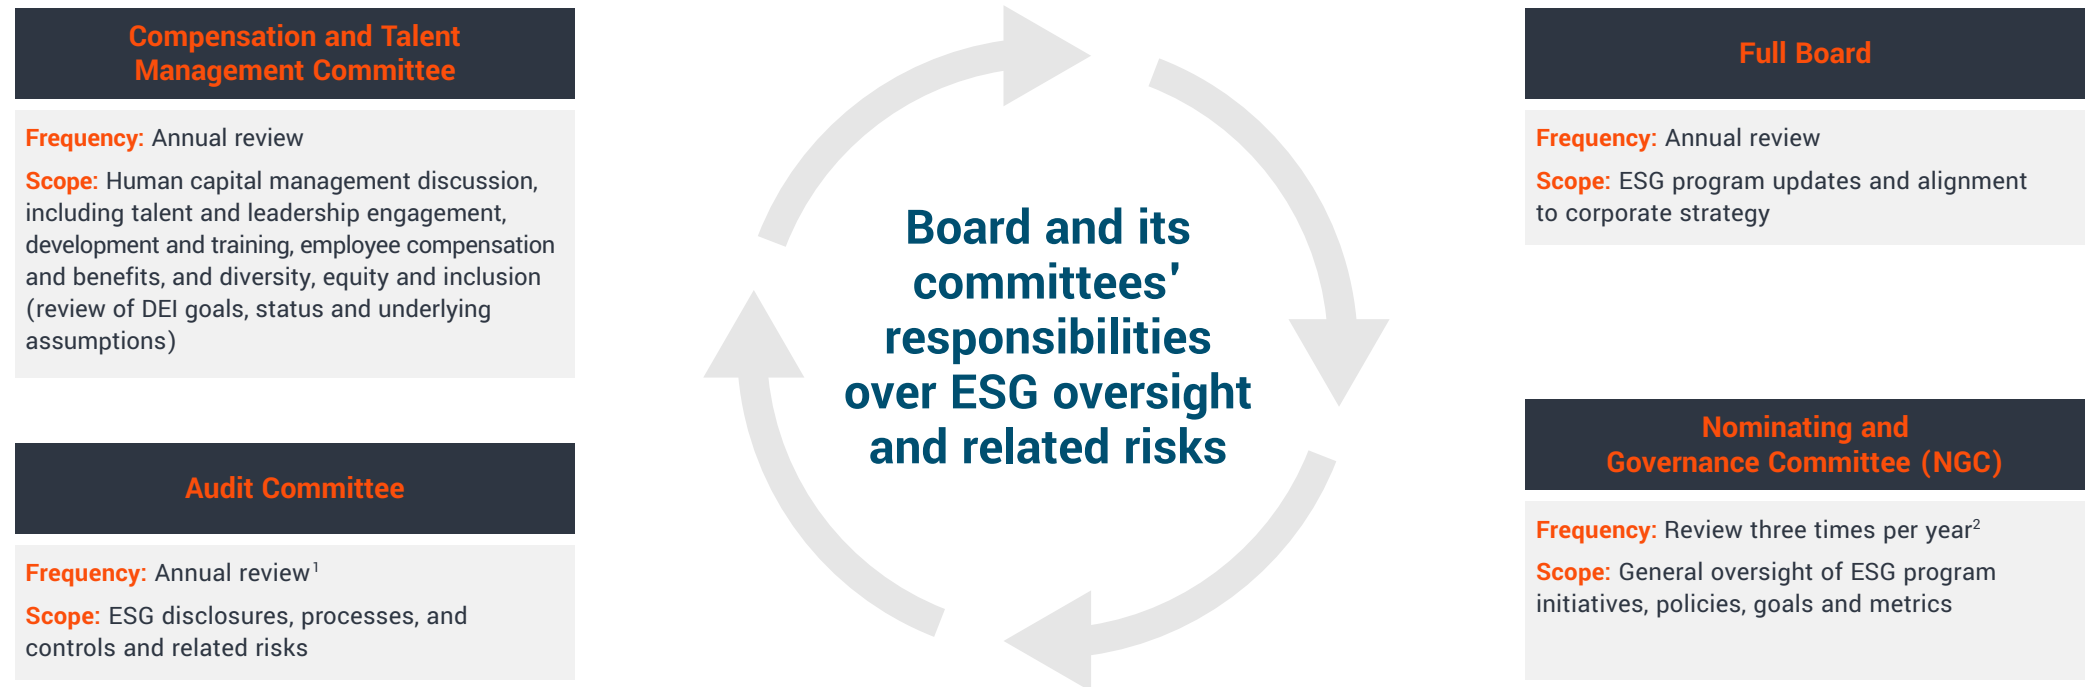 Compensation and Talent
Management Committee
Frequency: Annual review
Scope: Human capital management discussion,
including talent and leadership engagement,
development and training, employee compensation
and benefits, and diversity, equity and inclusion
(review of DEI goals, status and underlying
assumptions)
Audit Committee
Frequency: Annual review¹
Scope: ESG disclosures, processes, and
controls and related risks
Board and its
committees'
responsibilities
over ESG oversight
and related risks
Full Board
Frequency: Annual review
Scope: ESG program updates and alignment
to corporate strategy
Nominating and
Governance Committee (NGC)
Frequency: Review three times per year²
Scope: General oversight of ESG program
initiatives, policies, goals and metrics